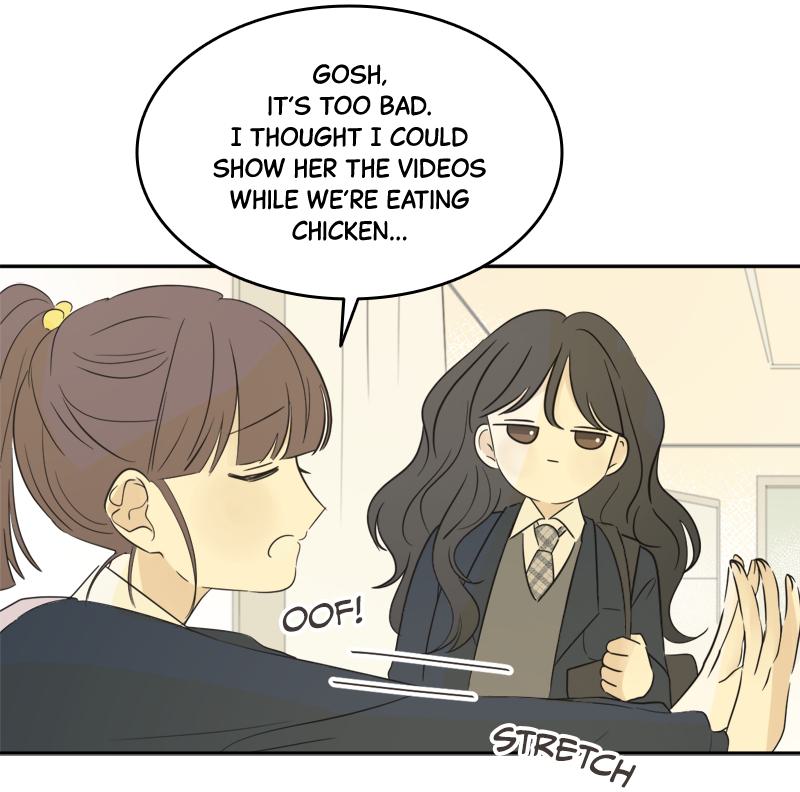 GOSH,
IT'S TOO BAD.
I THOUGHT I COULD
SHOW HER THE VIDEOS
WHILE WE'RE EATING
CHICKEN...
OOF!
STRETCH